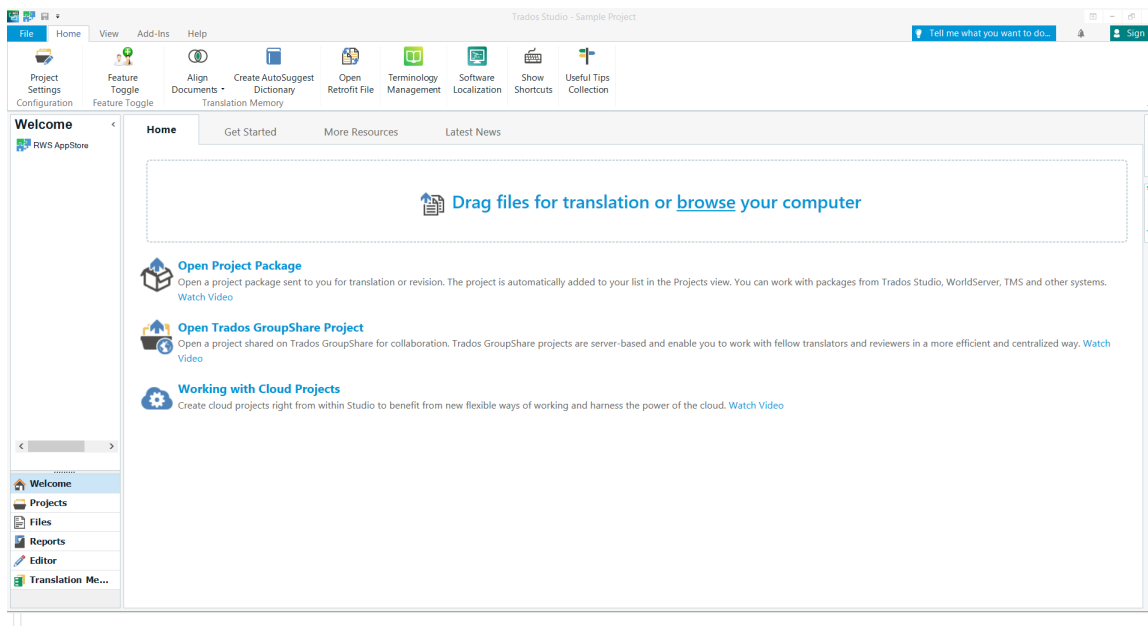 Trados Studio - Sample Project
File Home View Add-Ins Help
Tell me what you want to do...
Sign
Project Settings
Feature Toggle
Align Documents
Create AutoSuggest Dictionary
Open Retrofit File
Terminology Management
Software Localization
Show Shortcuts
Useful Tips Collection
Configuration
Feature Toggle
Translation Memory
Welcome
RWS AppStore
Home Get Started More Resources Latest News
Drag files for translation or browse your computer
Open Project Package
Open a project package sent to you for translation or revision. The project is automatically added to your list in the Projects view. You can work with packages from Trados Studio, WorldServer, TMS and other systems.
Watch Video
Open Trados GroupShare Project
Open a project shared on Trados GroupShare for collaboration. Trados GroupShare projects are server-based and enable you to work with fellow translators and reviewers in a more efficient and centralized way. Watch
Video
Working with Cloud Projects
Create cloud projects right from within Studio to benefit from new flexible ways of working and harness the power of the cloud. Watch Video
Welcome
Projects
Files
Reports
Editor
Translation Me...